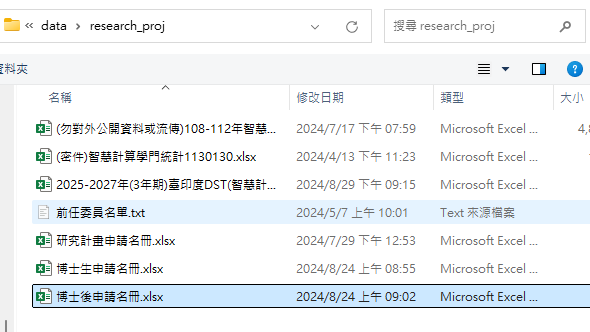 data › research_proj
搜尋 research_proj
資料夾
名稱 修改日期 類型 大小
(勿對外公開資料或流傳)108-112年智慧... 2024/7/17 下午 07:59 Microsoft Excel ... 4,
(密件)智慧計算學門統計1130130.xlsx 2024/4/13 下午 11:23 Microsoft Excel ...
2025-2027年(3年期)臺印度DST(智慧計... 2024/8/29 下午 09:15 Microsoft Excel ...
前任委員名單.txt 2024/5/7 上午 10:01 Text 來源檔案
研究計畫申請名冊.xlsx 2024/7/29 下午 12:53 Microsoft Excel ...
博士生申請名冊.xlsx 2024/8/24 上午 08:55 Microsoft Excel ...
博士後申請名冊.xlsx 2024/8/24 上午 09:02 Microsoft Excel ...